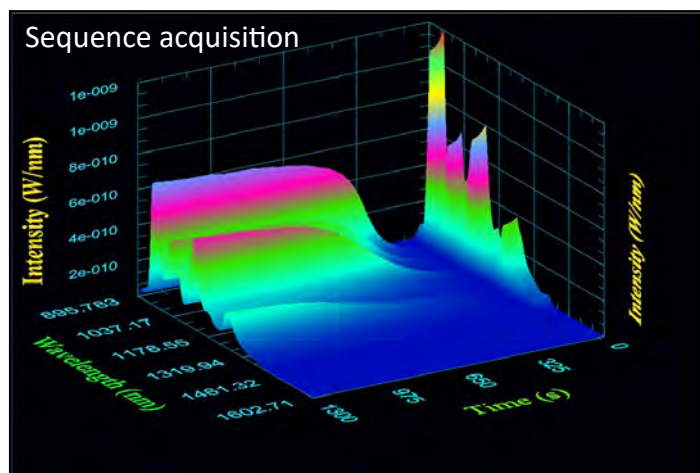 Sequence acquisition
1e-009
1e-009
8e-010
6e-010
4e-010
2e-010
Intensity (W/nm)
Intensity (W/nm)
895.783
1037.17
1178.55
1319.94
1461.32
1602.71
Wavelength (nm)
1300
975
650
325
0
Time (s)